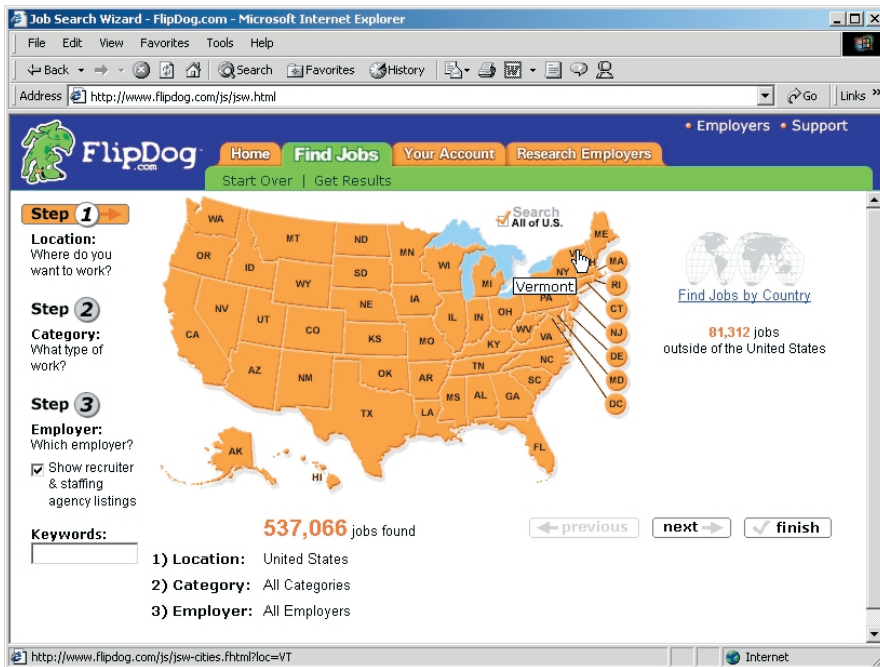 Job Search Wizard - FlipDog.com - Microsoft Internet Explorer
File Edit View Favorites Tools Help
Back Search Favorites History
Address http://www.flipdog.com/js/jsw.html Go Links »
Employers • Support
FlipDog.com
Home Find Jobs Your Account Research Employers
Start Over | Get Results
Step 1
Location:
Where do you
want to work?
Step 2
Category:
What type of
work?
Step 3
Employer:
Which employer?
Show recruiter
& staffing
agency listings
Keywords:
Search
All of U.S.
WA
MT
ND
MN
ME
OR
ID
WY
SD
WI
MI
NY
MA
RI
Vermont
CT
NV
UT
CO
NE
IA
IL
IN
OH
PA
NJ
CA
KS
MO
KY
WV
VA
DE
AZ
NM
OK
AR
TN
NC
MD
SC
DC
TX
LA
MS
AL
GA
FL
AK
HI
Find Jobs by Country
81,312 jobs
outside of the United States
537,066 jobs found
previous next finish
1) Location: United States
2) Category: All Categories
3) Employer: All Employers
http://www.flipdog.com/js/jsw-cities.fhtml?loc=VT Internet